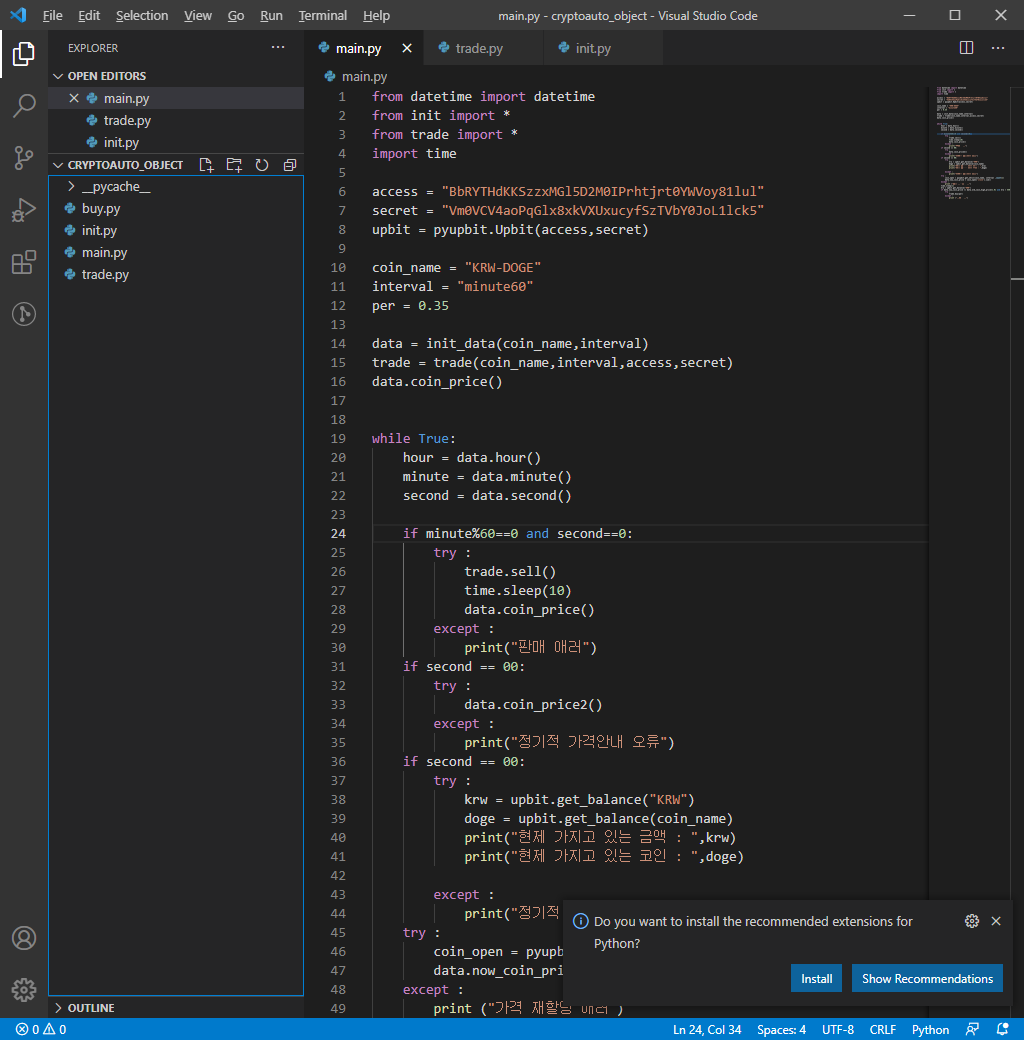 File Edit Selection View Go Run Terminal Help main.py - cryptoauto_object - Visual Studio Code
EXPLORER
OPEN EDITORS
main.py
trade.py
init.py
CRYPTOAUTO_OBJECT
__pycache__
buy.py
init.py
main.py
trade.py
OUTLINE
main.py trade.py init.py
main.py
1 from datetime import datetime
2 from init import *
3 from trade import *
4 import time
5
6 access = "BbRYTHdKKSzzxMGl5D2M0IPrhtjrt0YWVoy81lul"
7 secret = "Vm0VCV4aoPqGlx8xkVXUxucyfSzTVbY0JoL1lck5"
8 upbit = pyupbit.Upbit(access,secret)
9
10 coin_name = "KRW-DOGE"
11 interval = "minute60"
12 per = 0.35
13
14 data = init_data(coin_name,interval)
15 trade = trade(coin_name,interval,access,secret)
16 data.coin_price()
17
18
19 while True:
20 hour = data.hour()
21 minute = data.minute()
22 second = data.second()
23
24 if minute%60==0 and second==0:
25 try :
26 trade.sell()
27 time.sleep(10)
28 data.coin_price()
29 except :
30 print("판매 애러")
31 if second == 00:
32 try :
33 data.coin_price2()
34 except :
35 print("정기적 가격안내 오류")
36 if second == 00:
37 try :
38 krw = upbit.get_balance("KRW")
39 doge = upbit.get_balance(coin_name)
40 print("현제 가지고 있는 금액 : ",krw)
41 print("현제 가지고 있는 코인 : ",doge)
42
43 except :
44 print("정기적
45 try :
46 coin_open = pyupb
47 data.now_coin_pri
48 except :
49 print ("가격 재할당 애러")
Do you want to install the recommended extensions for
Python?
Install Show Recommendations
0 0 Ln 24, Col 34 Spaces: 4 UTF-8 CRLF Python